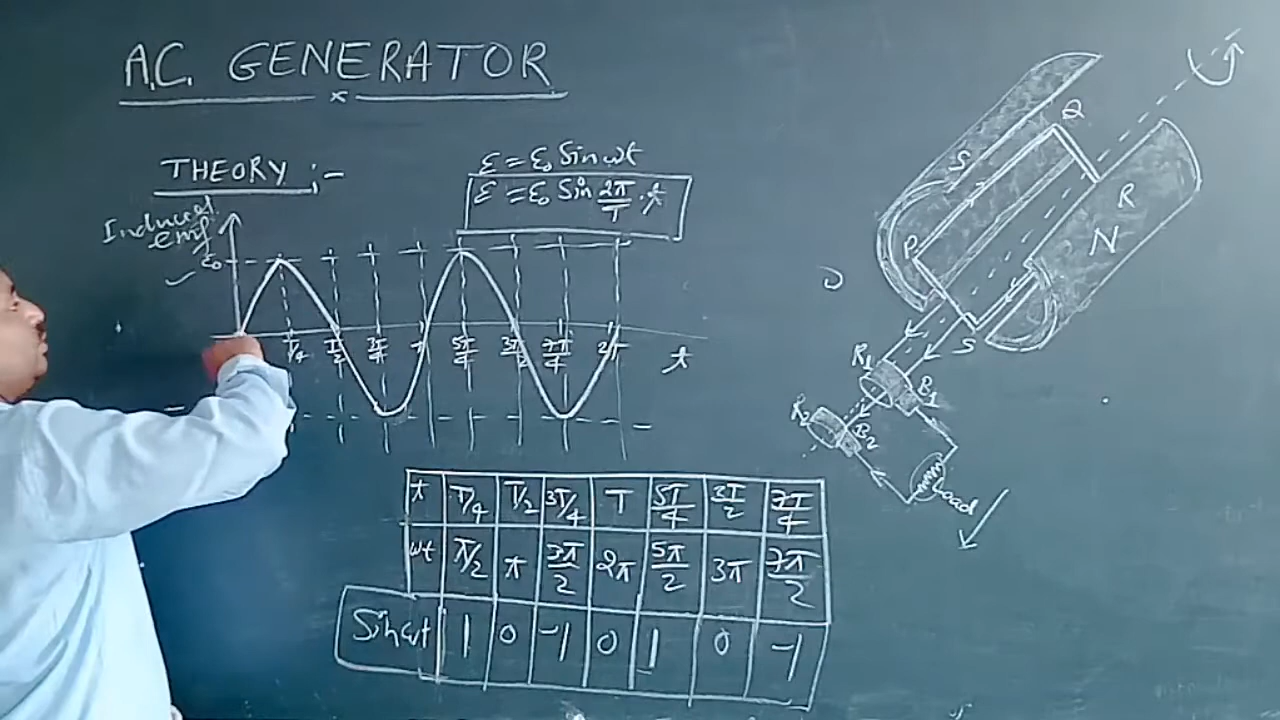 A.C. GENERATOR
THEORY :-
ε = ε₀ Sin ωt
ε = ε₀ Sin 2π/T . t
Induced
emf
ε₀
T/4 T/2 3T/4 T 5T/4 3T/2 7T/4 2T
t
t T/4 T/2 3T/4 T 5T/4 3T/2 7T/4
ωt π/2 π 3π/2 2π 5π/2 3π 7π/2
Sin ωt 1 0 -1 0 1 0 -1
Q
S
R
P
N
S
R₁
B₁
R₂
B₂
Load